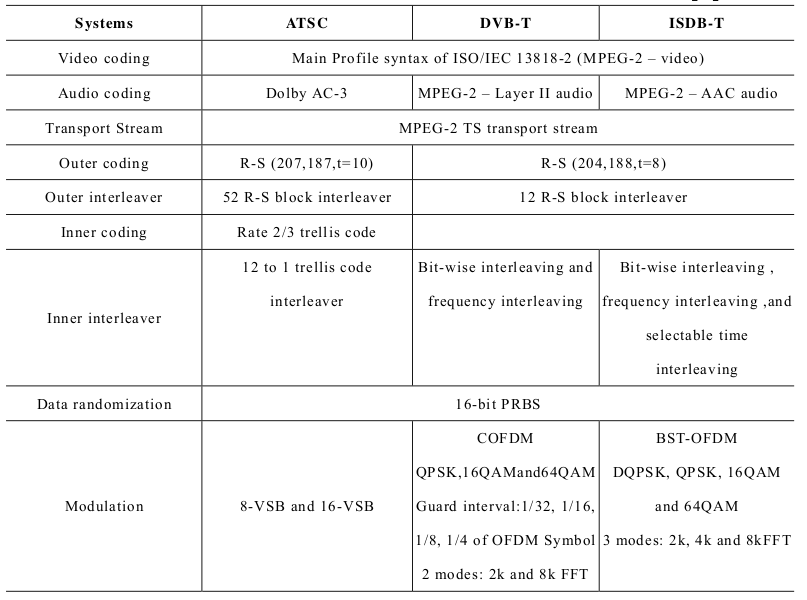 Systems ATSC DVB-T ISDB-T
Video coding Main Profile syntax of ISO/IEC 13818-2 (MPEG-2 – video)
Audio coding Dolby AC-3 MPEG-2 – Layer II audio MPEG-2 – AAC audio
Transport Stream MPEG-2 TS transport stream
Outer coding R-S (207,187,t=10) R-S (204,188,t=8)
Outer interleaver 52 R-S block interleaver 12 R-S block interleaver
Inner coding Rate 2/3 trellis code
Inner interleaver
12 to 1 trellis code
interleaver
Bit-wise interleaving and
frequency interleaving
Bit-wise interleaving ,
frequency interleaving ,and
selectable time
interleaving
Data randomization 16-bit PRBS
Modulation
8-VSB and 16-VSB
COFDM
QPSK,16QAMand64QAM
Guard interval:1/32, 1/16,
1/8, 1/4 of OFDM Symbol
2 modes: 2k and 8k FFT
BST-OFDM
DQPSK, QPSK, 16QAM
and 64QAM
3 modes: 2k, 4k and 8kFFT